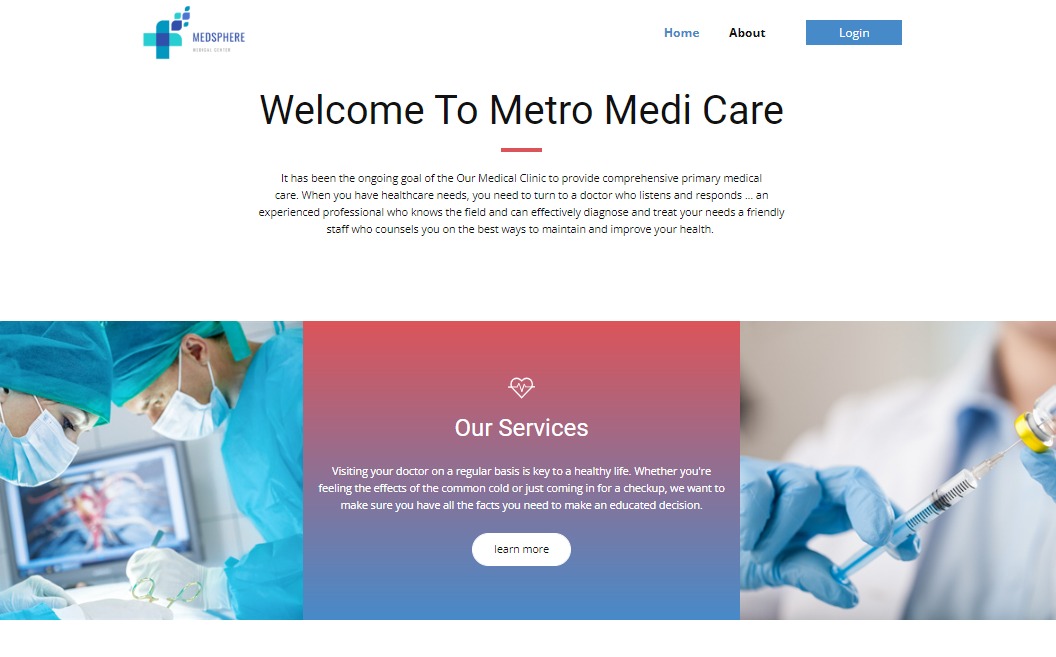 MEDSPHERE
MEDICAL CENTER
Home
About
Login
Welcome To Metro Medi Care
It has been the ongoing goal of the Our Medical Clinic to provide comprehensive primary medical
care. When you have healthcare needs, you need to turn to a doctor who listens and responds ... an
experienced professional who knows the field and can effectively diagnose and treat your needs a friendly
staff who counsels you on the best ways to maintain and improve your health.
Our Services
Visiting your doctor on a regular basis is key to a healthy life. Whether you're
feeling the effects of the common cold or just coming in for a checkup, we want to
make sure you have all the facts you need to make an educated decision.
learn more